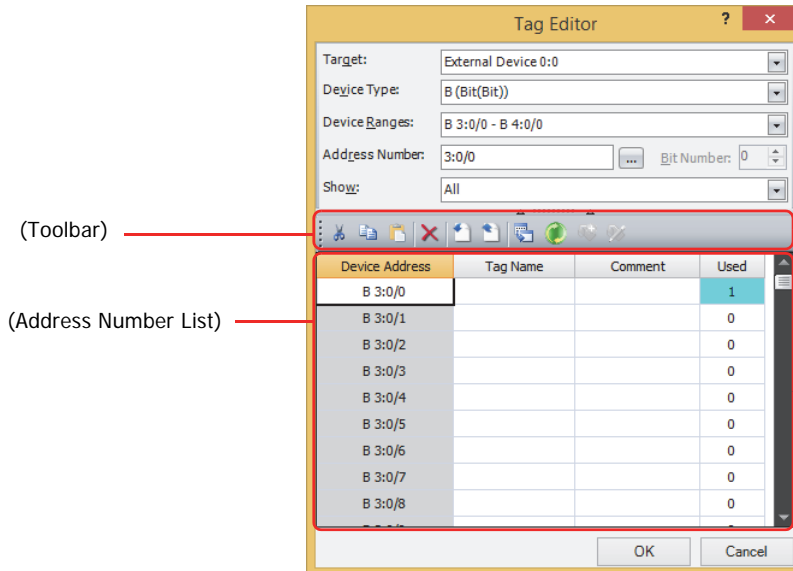 Tag Editor ? ×
Target: External Device 0:0
Device Type: B (Bit(Bit))
Device Ranges: B 3:0/0 - B 4:0/0
Address Number: 3:0/0 ... Bit Number: 0
Show: All
(Toolbar)
Device Address Tag Name Comment Used
B 3:0/0 1
(Address Number List)
B 3:0/1 0
B 3:0/2 0
B 3:0/3 0
B 3:0/4 0
B 3:0/5 0
B 3:0/6 0
B 3:0/7 0
B 3:0/8 0
OK Cancel